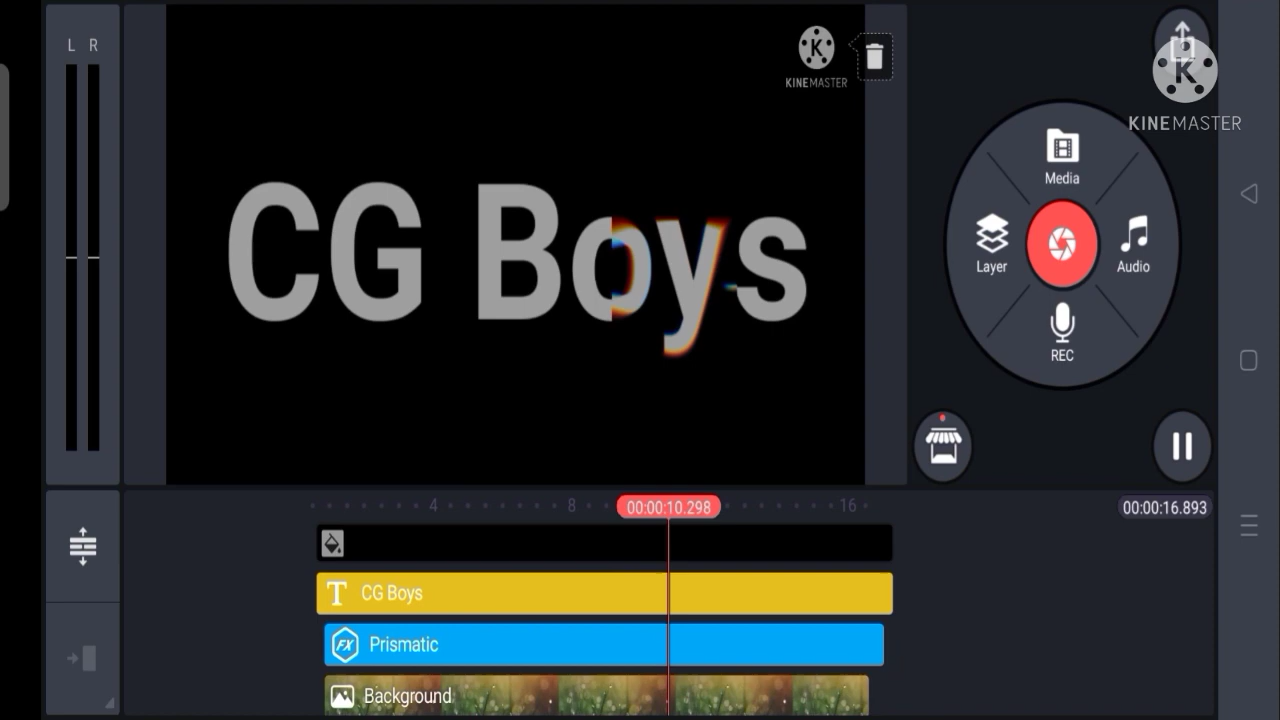 L R
KINEMASTER
KINEMASTER
CG Boys
Media
Layer
Audio
REC
4 8 00:00:10.298 16 00:00:16.893
T CG Boys
FX Prismatic
Background